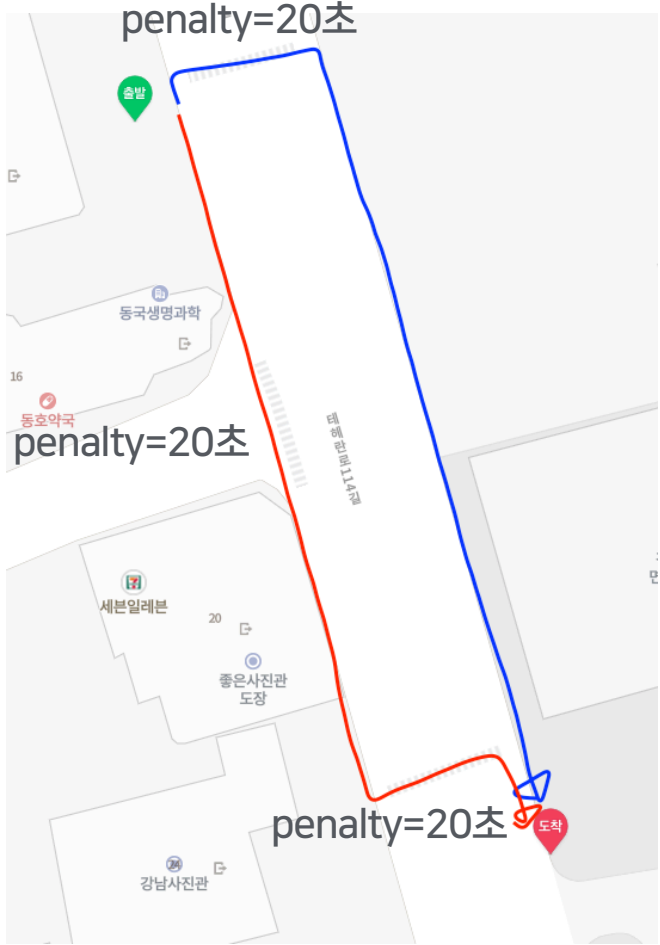 penalty=20초
출발
동국생명과학
16
동호약국
penalty=20초
테헤란로114길
세븐일레븐
20
좋은사진관
도장
penalty=20초
도착
강남사진관